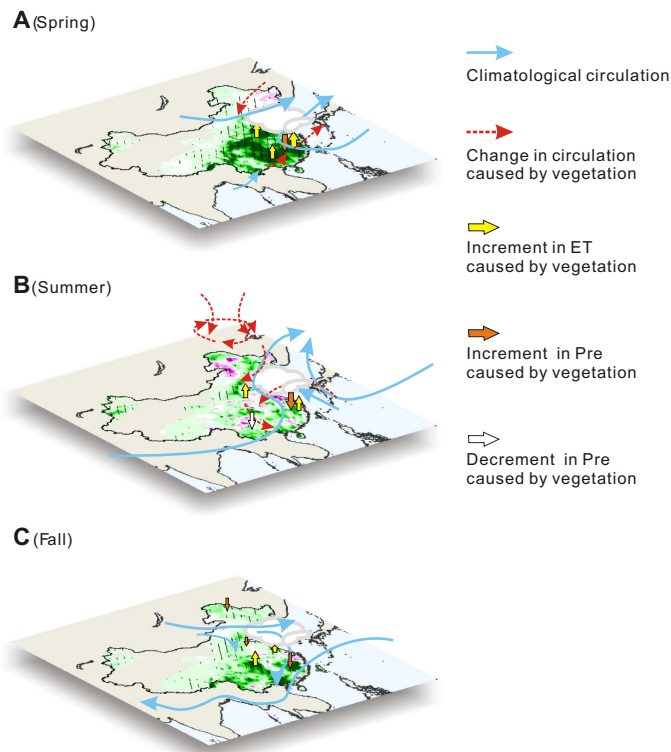 A (Spring)
Climatological circulation
Change in circulation
caused by vegetation
Increment in ET
caused by vegetation
B (Summer)
Increment in Pre
caused by vegetation
Decrement in Pre
caused by vegetation
C (Fall)